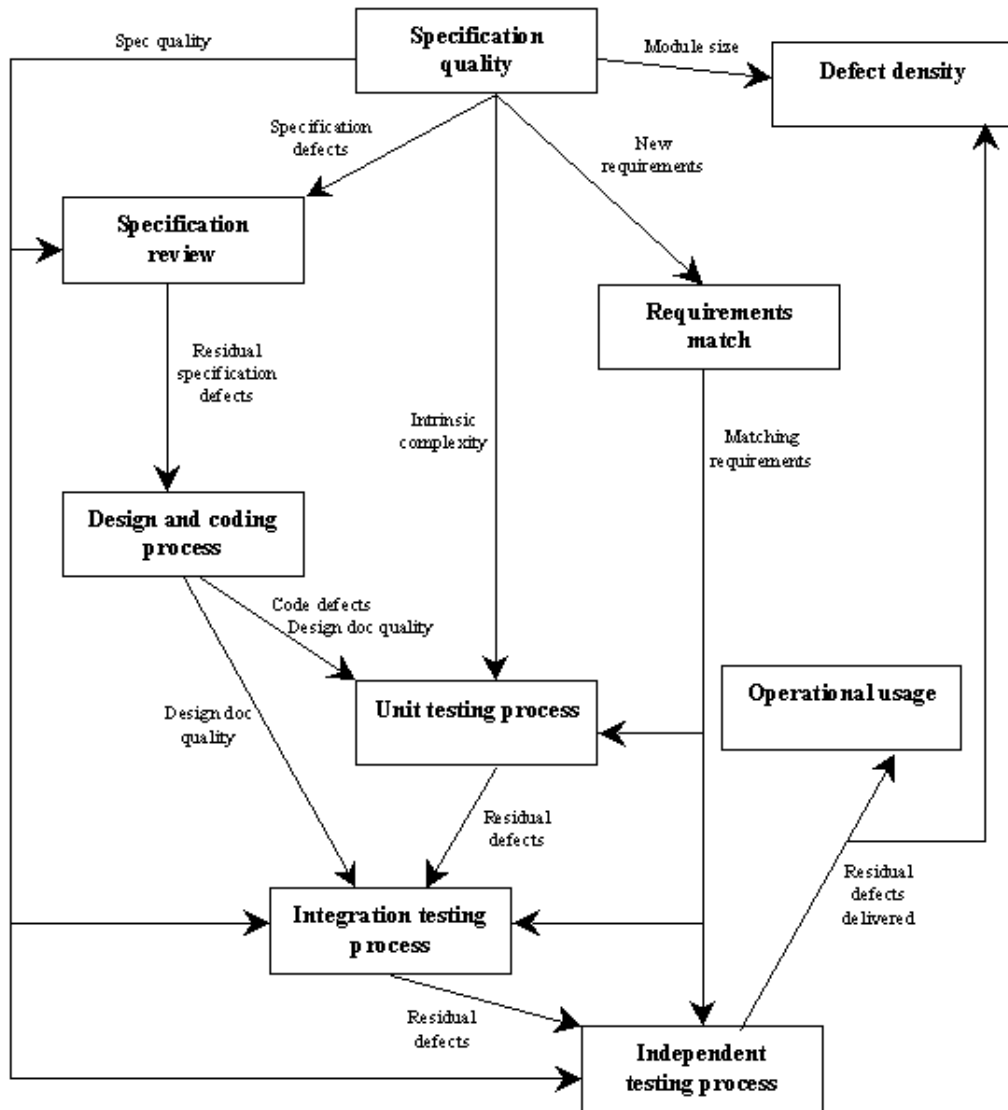 Spec quality
Specification
quality
Module size
Defect density
Specification
defects
New
requirements
Specification
review
Requirements
match
Residual
specification
defects
Intrinsic
complexity
Matching
requirements
Design and coding
process
Code defects
Design doc quality
Design doc
quality
Unit testing process
Operational usage
Residual
defects
Residual
defects
delivered
Integration testing
process
Residual
defects
Independent
testing process